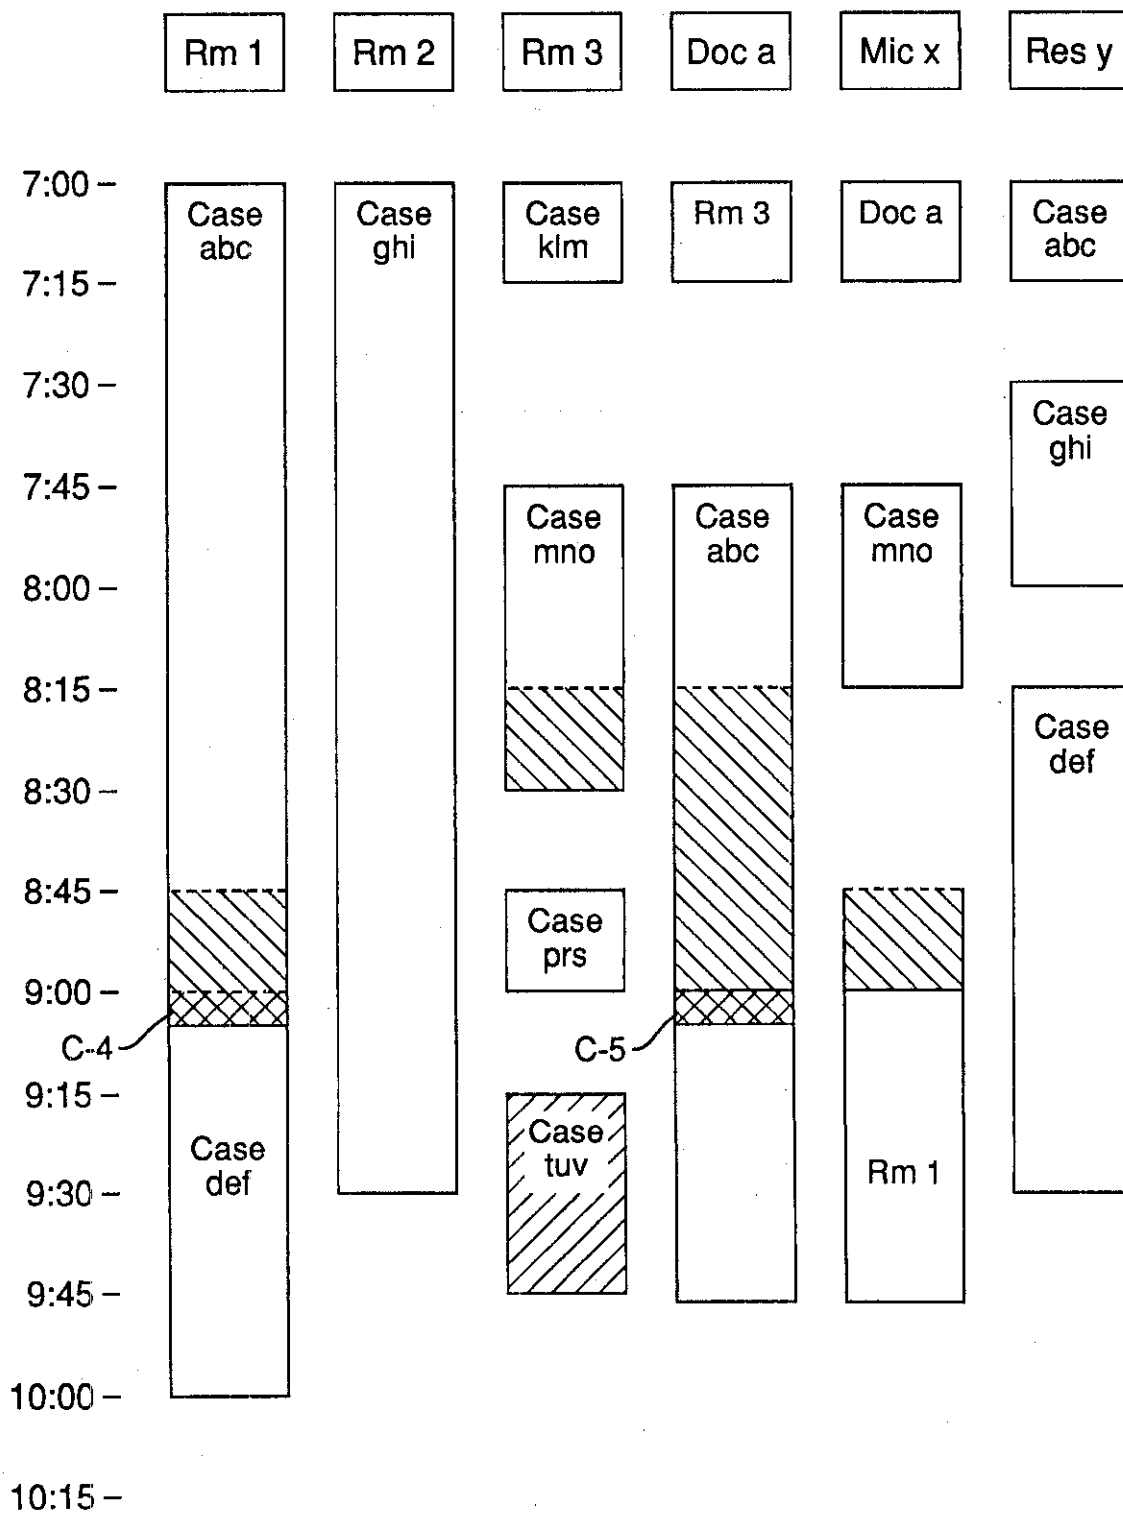 Rm 1 Rm 2 Rm 3 Doc a Mic x Res y
7:00 –
Case
abc
Case
ghi
Case
klm
Rm 3
Doc a
Case
abc
7:15 –
7:30 –
Case
ghi
7:45 –
Case
mno
Case
abc
Case
mno
8:00 –
8:15 –
Case
def
8:30 –
8:45 –
Case
prs
9:00 –
C-4
C-5
9:15 –
Case
tuv
Case
def
Rm 1
9:30 –
9:45 –
10:00 –
10:15 –